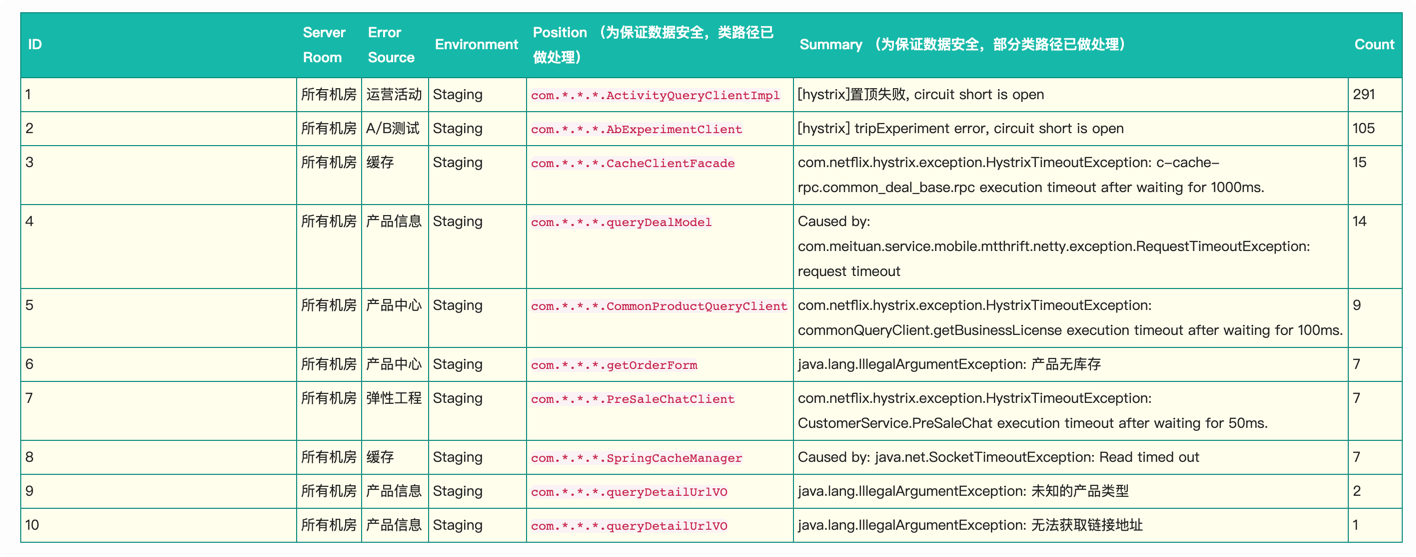 ID
Server
Room
Error
Source
Environment
Position （为保证数据安全，类路径已
做处理）
Summary （为保证数据安全，部分类路径已做处理）
Count
1
所有机房
运营活动
Staging
com.*.*.*.ActivityQueryClientImpl
[hystrix]置顶失败, circuit short is open
291
2
所有机房
A/B测试
Staging
com.*.*.*.AbExperimentClient
[hystrix] tripExperiment error, circuit short is open
105
3
所有机房
缓存
Staging
com.*.*.*.CacheClientFacade
com.netflix.hystrix.exception.HystrixTimeoutException: c-cache-
rpc.common_deal_base.rpc execution timeout after waiting for 1000ms.
15
4
所有机房
产品信息
Staging
com.*.*.*.queryDealModel
Caused by:
com.meituan.service.mobile.mtthrift.netty.exception.RequestTimeoutException:
request timeout
14
5
所有机房
产品中心
Staging
com.*.*.*.CommonProductQueryClient
com.netflix.hystrix.exception.HystrixTimeoutException:
commonQueryClient.getBusinessLicense execution timeout after waiting for 100ms.
9
6
所有机房
产品中心
Staging
com.*.*.*.getOrderForm
java.lang.IllegalArgumentException: 产品无库存
7
7
所有机房
弹性工程
Staging
com.*.*.*.PreSaleChatClient
com.netflix.hystrix.exception.HystrixTimeoutException:
CustomerService.PreSaleChat execution timeout after waiting for 50ms.
7
8
所有机房
缓存
Staging
com.*.*.*.SpringCacheManager
Caused by: java.net.SocketTimeoutException: Read timed out
7
9
所有机房
产品信息
Staging
com.*.*.*.queryDetailUrlVO
java.lang.IllegalArgumentException: 未知的产品类型
2
10
所有机房
产品信息
Staging
com.*.*.*.queryDetailUrlVO
java.lang.IllegalArgumentException: 无法获取链接地址
1